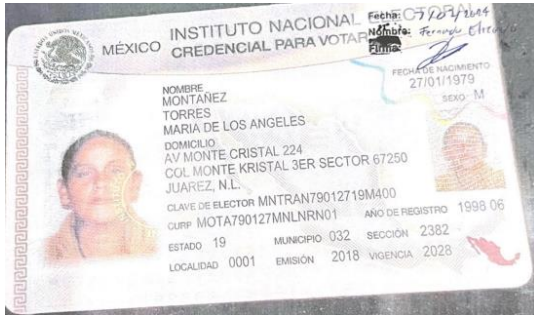 INSTITUTO NACIONAL ELECTORAL
MÉXICO CREDENCIAL PARA VOTAR
Fecha:
Nombre: Fernando
Firma:
NOMBRE
MONTAÑEZ
TORRES
MARIA DE LOS ANGELES
FECHA DE NACIMIENTO
27/01/1979
SEXO M
DOMICILIO
AV MONTE CRISTAL 224
COL MONTE KRISTAL 3ER SECTOR 67250
JUAREZ, N.L.
CLAVE DE ELECTOR MNTRAN79012719M400
CURP MOTA790127MNLNRN01 AÑO DE REGISTRO 1998 06
ESTADO 19 MUNICIPIO 032 SECCIÓN 2382
LOCALIDAD 0001 EMISIÓN 2018 VIGENCIA 2028